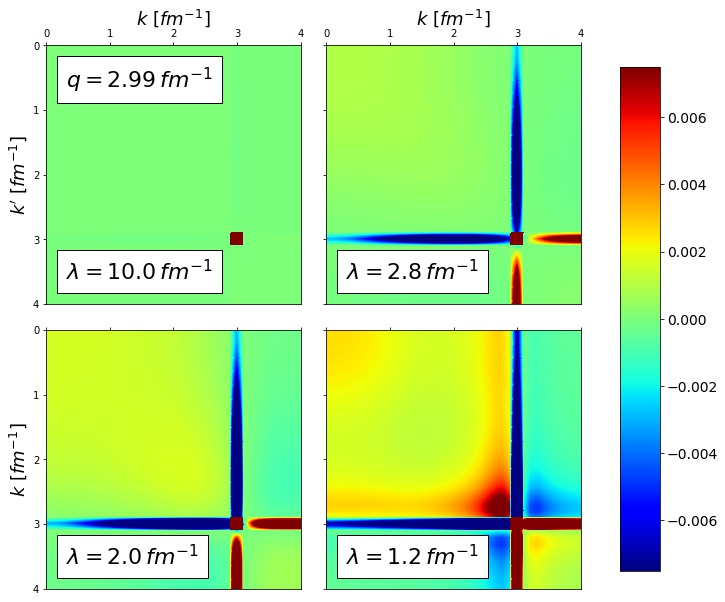 k [fm⁻¹] k [fm⁻¹]
0 1 2 3 4 0 1 2 3 4
k′ [fm⁻¹]
0
1
2
3
4
q = 2.99 fm⁻¹
λ = 10.0 fm⁻¹
λ = 2.8 fm⁻¹
k [fm⁻¹]
0
1
2
3
4
λ = 2.0 fm⁻¹
λ = 1.2 fm⁻¹
0.006
0.004
0.002
0.000
−0.002
−0.004
−0.006